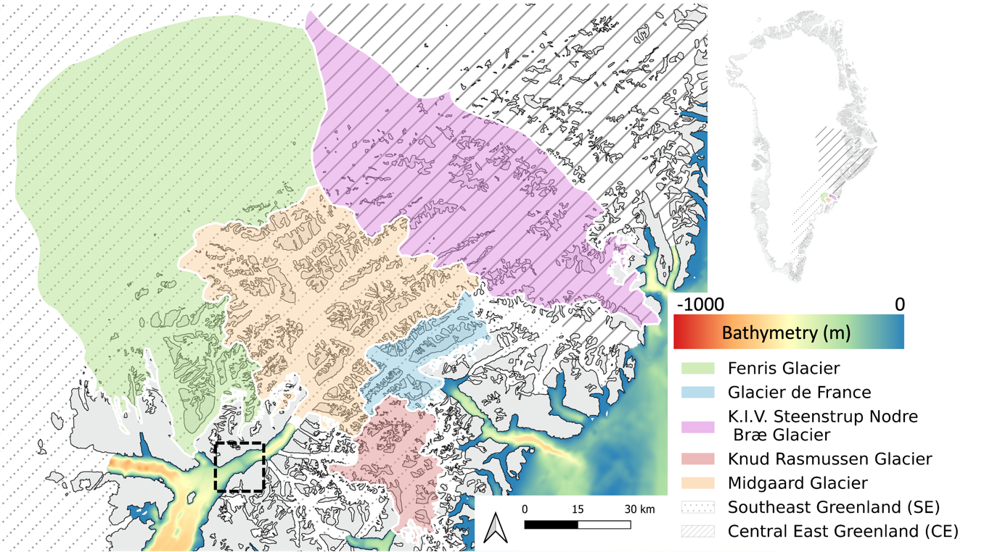 -1000 0
Bathymetry (m)
Fenris Glacier
Glacier de France
K.I.V. Steenstrup Nodre
Bræ Glacier
Knud Rasmussen Glacier
Midgaard Glacier
Southeast Greenland (SE)
Central East Greenland (CE)
0 15 30 km